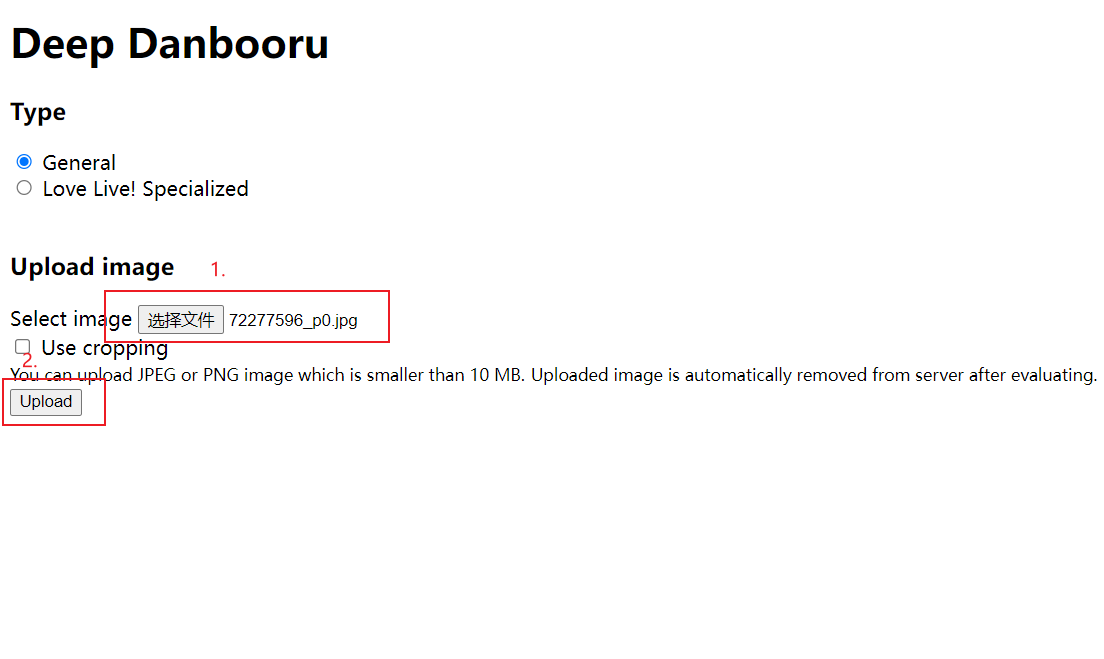 Deep Danbooru
Type
General
Love Live! Specialized
Upload image 1.
Select image 选择文件 72277596_p0.jpg
Use cropping
2.
You can upload JPEG or PNG image which is smaller than 10 MB. Uploaded image is automatically removed from server after evaluating.
Upload